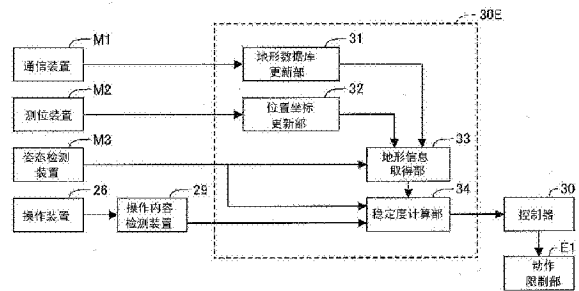 30E
M1
通信装置
31
地形数据库
更新部
M2
测位装置
32
位置坐标
更新部
M3
姿态检测
装置
33
地形信息
取得部
26
操作装置
29
操作内容
检测装置
34
稳定度计算部
30
控制器
E1
动作
限制部